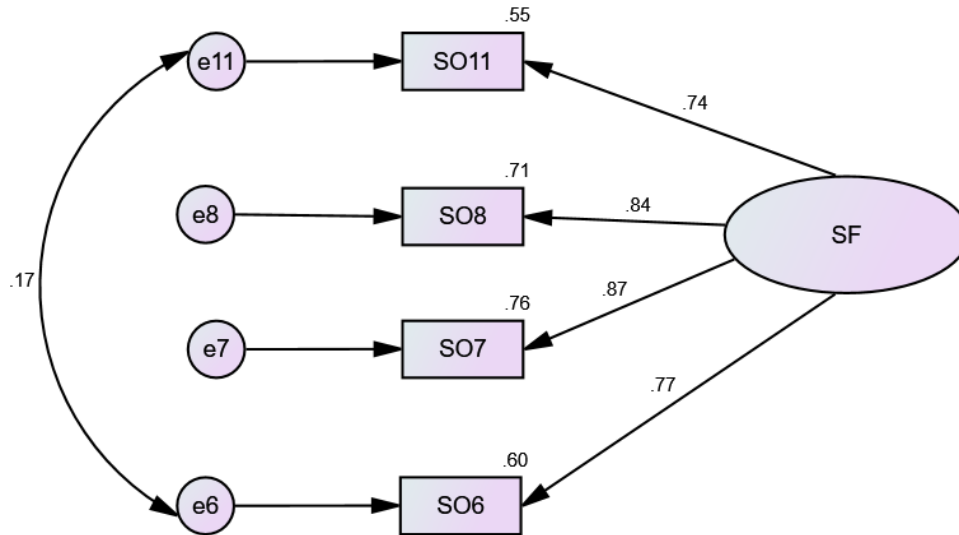 .55
e11
SO11
.74
.71
e8
SO8
.84
SF
.17
.87
.76
e7
SO7
.77
.60
e6
SO6